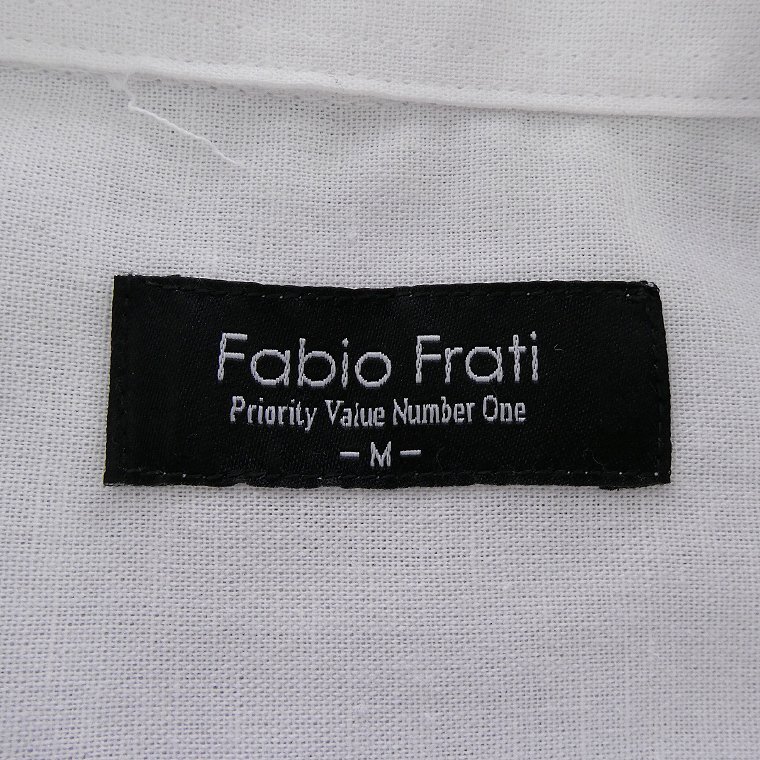 Fabio Frati
Priority Value Number One
- M -